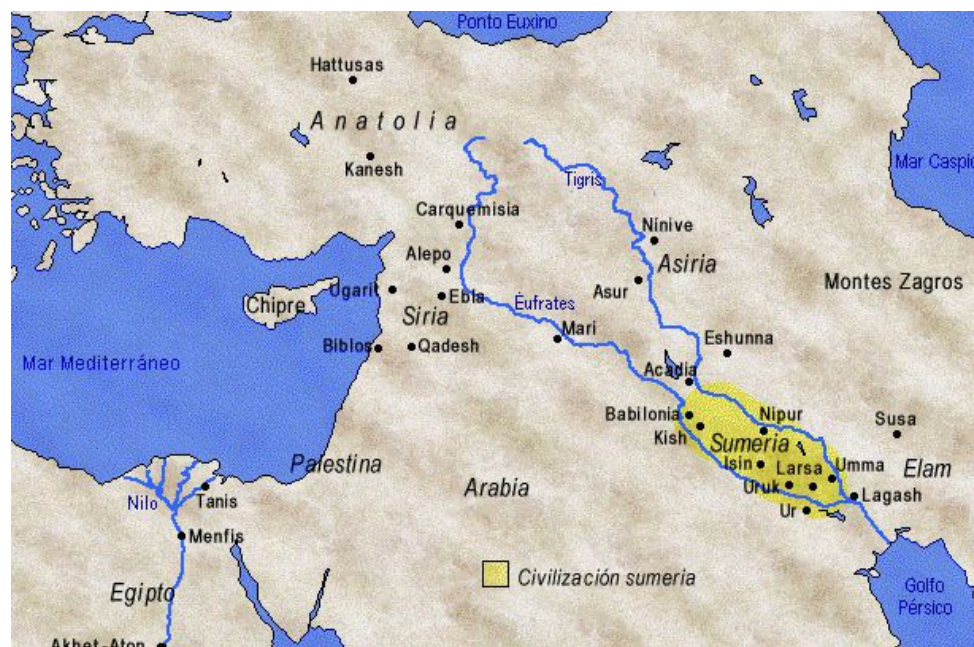 Ponto Euxino
Hattusas
Anatolia
Kanesh
Tigris
Mar Caspio
Carquemisia
Ninive
Alepo
Asiria
Montes Zagros
Asur
Ugarit
Ebla
Chipre
Éufrates
Siria
Mari
Eshunna
Biblos
Qadesh
Mar Mediterráneo
Acadia
Babilonia
Nipur
Susa
Kish
Sumeria
Palestina
Isin
Larsa
Umma
Elam
Arabia
Uruk
Lagash
Nilo
Tanis
Ur
Menfis
Civilización sumeria
Egipto
Golfo
Pérsico
Akhet-Aton